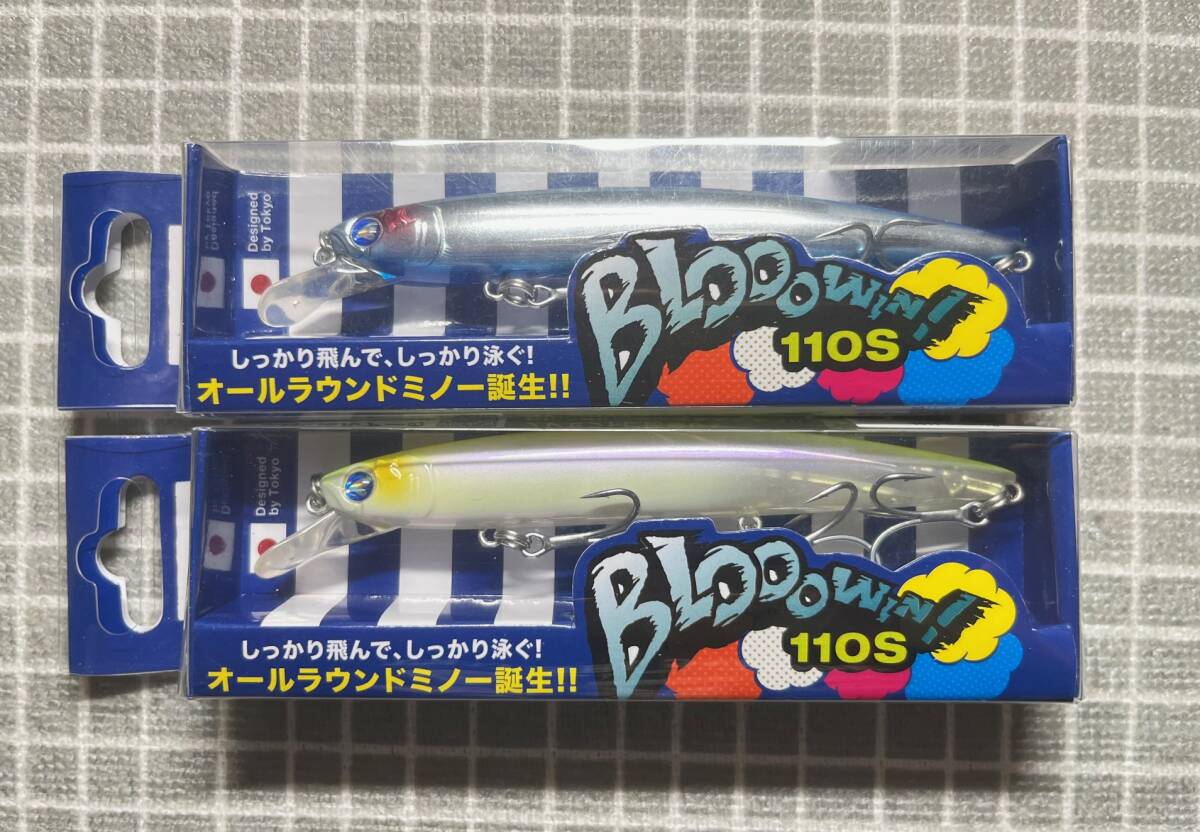 Designed
by Tokyo
BLOOOWIN!
110S
しっかり飛んで、しっかり泳ぐ!
オールラウンドミノー誕生!!
Designed
by Tokyo
BLOOOWIN!
110S
しっかり飛んで、しっかり泳ぐ!
オールラウンドミノー誕生!!